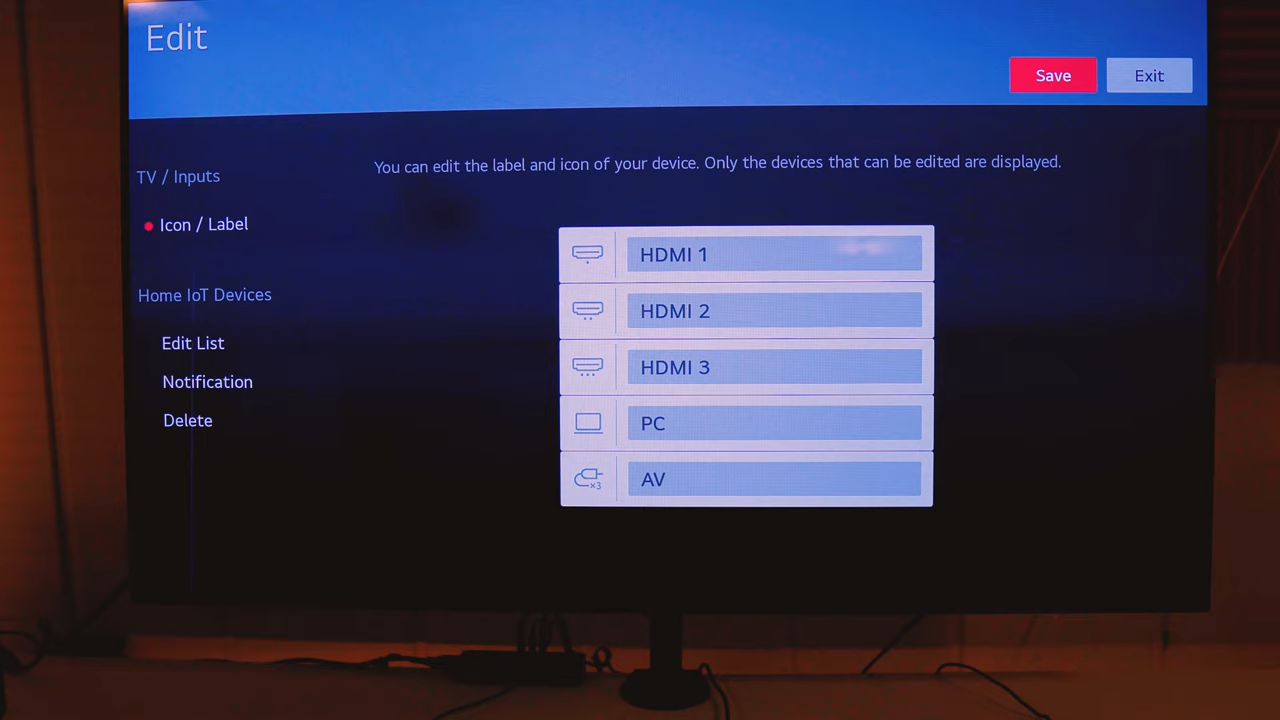 Edit
Save
Exit
TV / Inputs
Icon / Label
Home IoT Devices
Edit List
Notification
Delete
You can edit the label and icon of your device. Only the devices that can be edited are displayed.
HDMI 1
HDMI 2
HDMI 3
PC
×3
AV